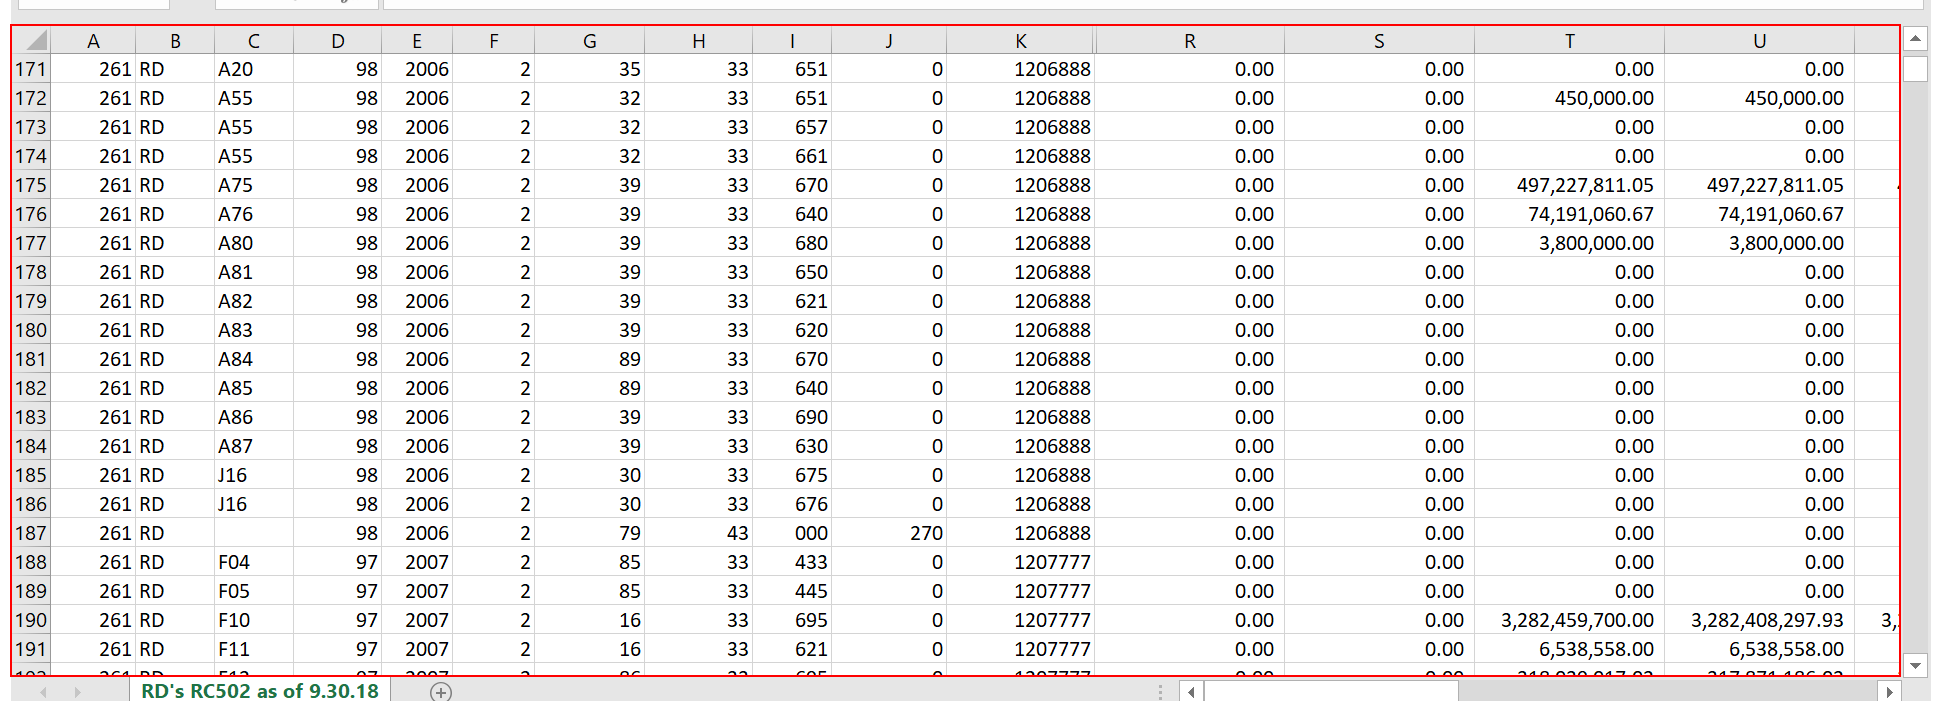 A B C D E F G H I J K R S T U
171 261 RD A20 98 2006 2 35 33 651 0 1206888 0.00 0.00 0.00 0.00
172 261 RD A55 98 2006 2 32 33 651 0 1206888 0.00 0.00 450,000.00 450,000.00
173 261 RD A55 98 2006 2 32 33 657 0 1206888 0.00 0.00 0.00 0.00
174 261 RD A55 98 2006 2 32 33 661 0 1206888 0.00 0.00 0.00 0.00
175 261 RD A75 98 2006 2 39 33 670 0 1206888 0.00 0.00 497,227,811.05 497,227,811.05
176 261 RD A76 98 2006 2 39 33 640 0 1206888 0.00 0.00 74,191,060.67 74,191,060.67
177 261 RD A80 98 2006 2 39 33 680 0 1206888 0.00 0.00 3,800,000.00 3,800,000.00
178 261 RD A81 98 2006 2 39 33 650 0 1206888 0.00 0.00 0.00 0.00
179 261 RD A82 98 2006 2 39 33 621 0 1206888 0.00 0.00 0.00 0.00
180 261 RD A83 98 2006 2 39 33 620 0 1206888 0.00 0.00 0.00 0.00
181 261 RD A84 98 2006 2 89 33 670 0 1206888 0.00 0.00 0.00 0.00
182 261 RD A85 98 2006 2 89 33 640 0 1206888 0.00 0.00 0.00 0.00
183 261 RD A86 98 2006 2 39 33 690 0 1206888 0.00 0.00 0.00 0.00
184 261 RD A87 98 2006 2 39 33 630 0 1206888 0.00 0.00 0.00 0.00
185 261 RD J16 98 2006 2 30 33 675 0 1206888 0.00 0.00 0.00 0.00
186 261 RD J16 98 2006 2 30 33 676 0 1206888 0.00 0.00 0.00 0.00
187 261 RD 98 2006 2 79 43 000 270 1206888 0.00 0.00 0.00 0.00
188 261 RD F04 97 2007 2 85 33 433 0 1207777 0.00 0.00 0.00 0.00
189 261 RD F05 97 2007 2 85 33 445 0 1207777 0.00 0.00 0.00 0.00
190 261 RD F10 97 2007 2 16 33 695 0 1207777 0.00 0.00 3,282,459,700.00 3,282,408,297.93 3,
191 261 RD F11 97 2007 2 16 33 621 0 1207777 0.00 0.00 6,538,558.00 6,538,558.00
RD's RC502 as of 9.30.18